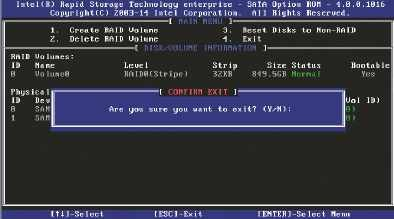 Intel(R) Rapid Storage Technology enterprise - SATA Option ROM - 4.0.0.1016
Copyright(C) 2003-14 Intel Corporation. All Rights Reserved.
[ MAIN MENU ]
1. Create RAID Volume 3. Reset Disks to Non-RAID
2. Delete RAID Volume 4. Exit
[ DISK/VOLUME INFORMATION ]
RAID Volumes:
ID Name Level Strip Size Status Bootable
0 Volume0 RAID0(Stripe) 32KB 849.5GB Normal Yes
Physical
ID Dev Vol ID)
0 SAM 0)
1 SAM 0)
[ CONFIRM EXIT ]
Are you sure you want to exit? (Y/N):
[↑↓]-Select [ESC]-Exit [ENTER]-Select Menu